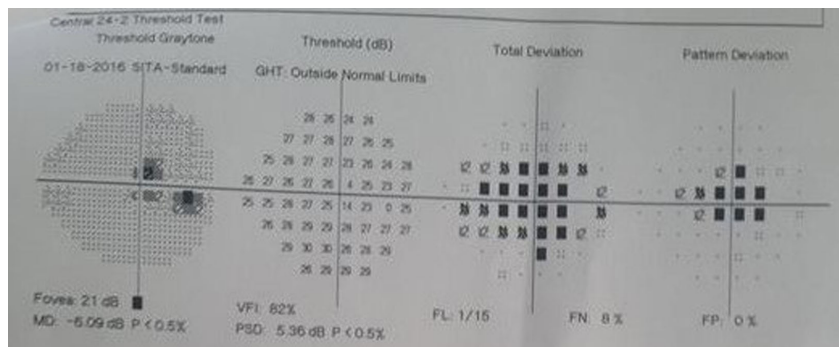 Central 24-2 Threshold Test
Threshold Graytone
Threshold (dB)
Total Deviation
Pattern Deviation
01-18-2016 SITA-Standard
GHT: Outside Normal Limits
28 26 24 24
27 27 28 27 26 25
25 28 27 27 23 26 24 28
26 27 26 27 26 4 25 23 27
25 25 28 27 25 14 23 0 25
26 28 29 29 28 27 27 27
29 30 30 26 28 29
26 29 29 29
Fovea: 21 dB
MD: -6.09 dB P < 0.5%
VFI: 82%
PSD: 5.36 dB P < 0.5%
FL: 1/15
FN: 8 %
FP: 0 %